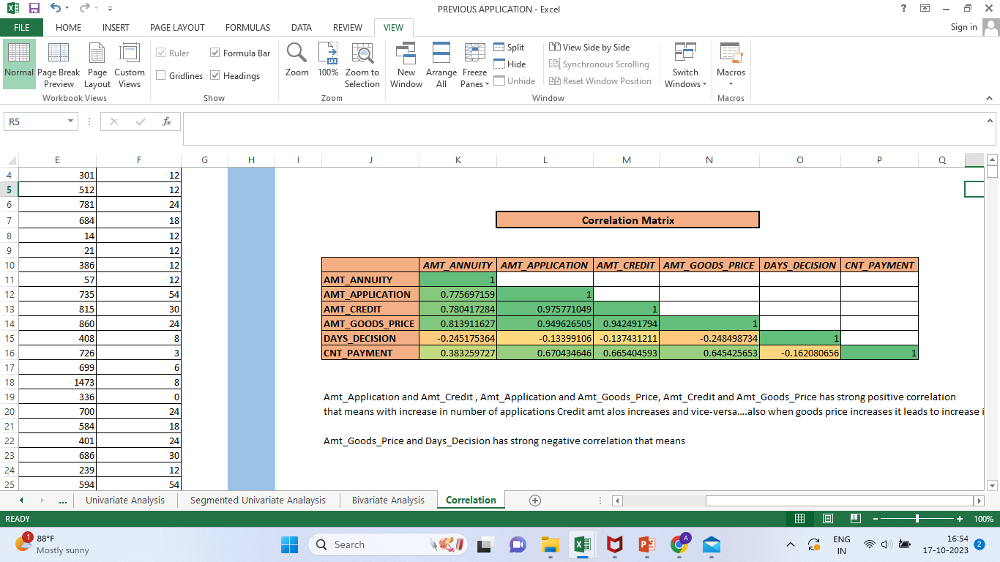 PREVIOUS APPLICATION - Excel
FILE HOME INSERT PAGE LAYOUT FORMULAS DATA REVIEW VIEW Sign in
Ruler Formula Bar Split View Side by Side
Gridlines Headings Hide Synchronous Scrolling
Unhide Reset Window Position
Normal Page Break Preview Page Layout Custom Views
Zoom 100% Zoom to Selection
New Window Arrange All Freeze Panes Switch Windows Macros
Workbook Views Show Zoom Window Macros
R5 fx
E F G H I J K L M N O P Q
4 301 12
5 512 12
6 781 24
7 684 18 Correlation Matrix
8 14 12
9 21 12
10 386 12 AMT_ANNUITY AMT_APPLICATION AMT_CREDIT AMT_GOODS_PRICE DAYS_DECISION CNT_PAYMENT
11 57 12 AMT_ANNUITY 1
12 735 54 AMT_APPLICATION 0.775697159 1
13 815 30 AMT_CREDIT 0.780417284 0.975771049 1
14 860 24 AMT_GOODS_PRICE 0.813911627 0.949626505 0.942491794 1
15 408 8 DAYS_DECISION -0.245175364 -0.13399106 -0.137431211 -0.248498734 1
16 726 3 CNT_PAYMENT 0.383259727 0.670434646 0.665404593 0.645425653 -0.162080656 1
17 699 6
18 1473 8
19 336 0 Amt_Application and Amt_Credit , Amt_Application and Amt_Goods_Price, Amt_Credit and Amt_Goods_Price has strong positive correlation
20 700 24 that means with increase in number of applications Credit amt alos increases and vice-versa....also when goods price increases it leads to increase i
21 584 18
22 401 24 Amt_Goods_Price and Days_Decision has strong negative correlation that means
23 686 30
24 239 12
25 594 54
... Univariate Analysis Segmented Univariate Analaysis Bivariate Analysis Correlation
READY 100%
1 88°F
Mostly sunny
Search
A
ENG
IN
16:54
17-10-2023
2